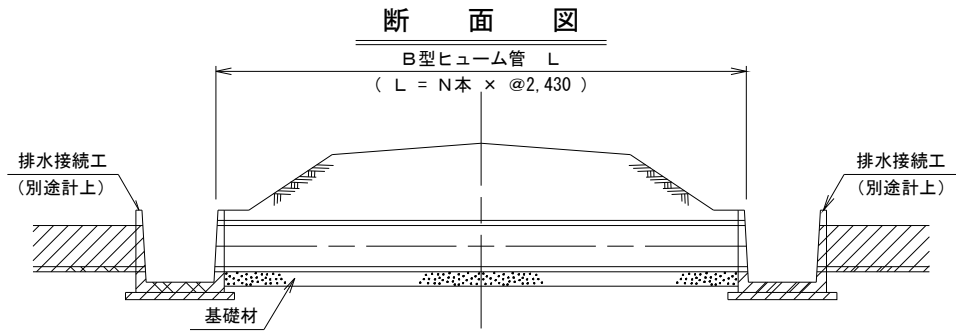 断面図
B型ヒューム管 L
( L = N本 × @2,430 )
排水接続工
(別途計上)
排水接続工
(別途計上)
基礎材